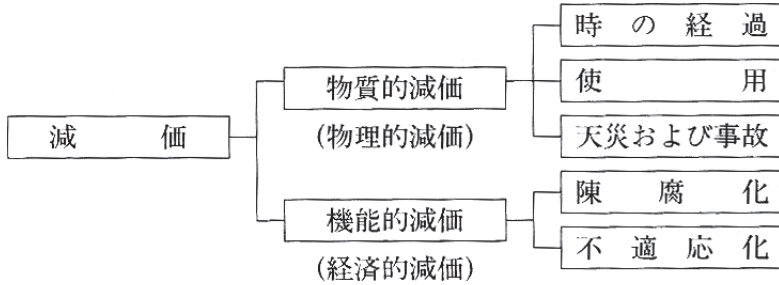 減価
物質的減価
(物理的減価)
時の経過
使用
天災および事故
機能的減価
(経済的減価)
陳腐化
不適応化